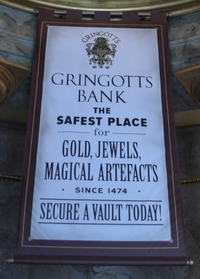 GRINGOTTS
GRINGOTTS
BANK
THE
SAFEST PLACE
for
GOLD, JEWELS,
MAGICAL ARTEFACTS
· SINCE 1474 ·
SECURE A VAULT TODAY!